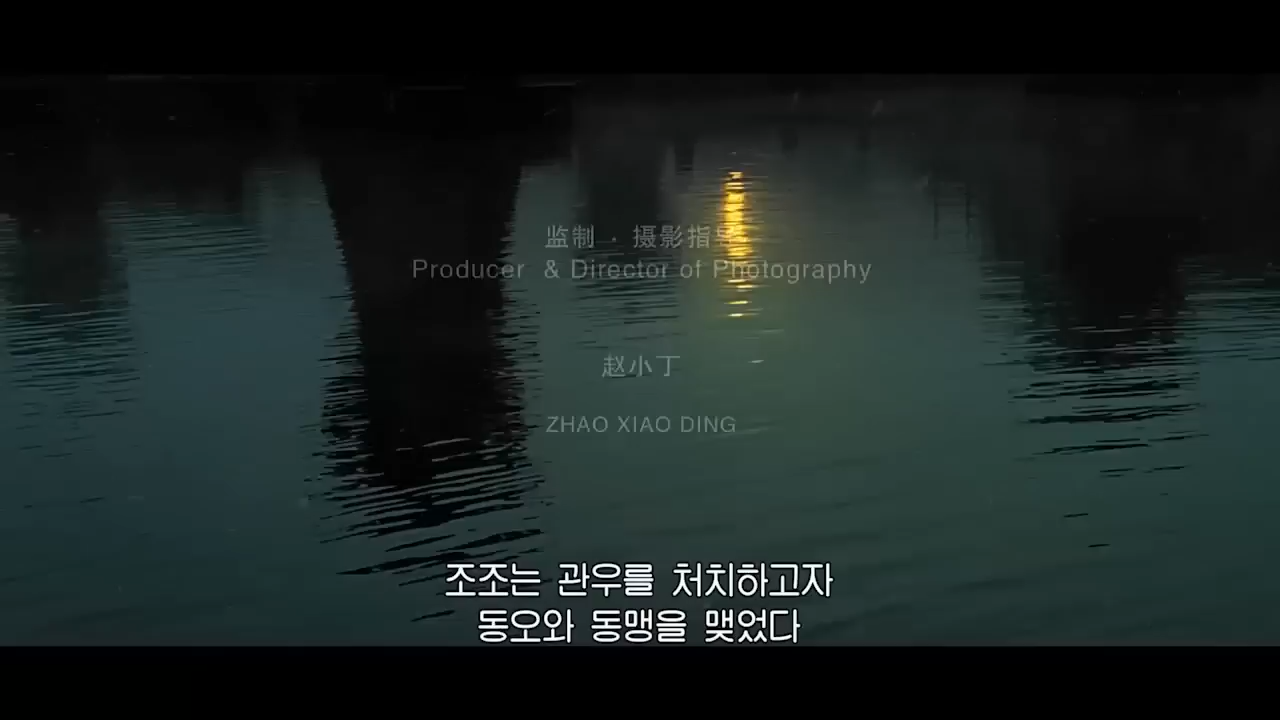 监制 · 摄影指导
Producer & Director of Photography
赵小丁
ZHAO XIAO DING
조조는 관우를 처치하고자
동오와 동맹을 맺었다